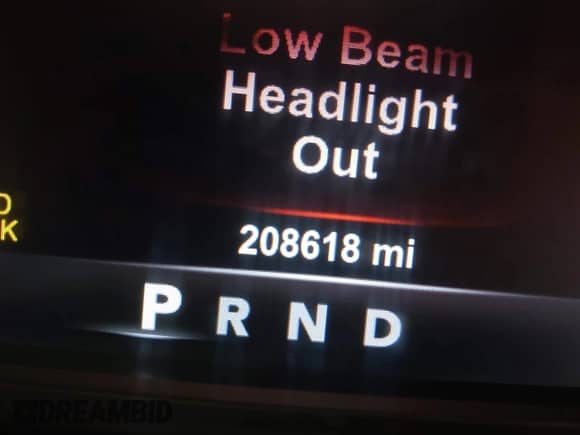 Low Beam
Headlight
Out
D
K
208618 mi
P R N D
DREAMBID